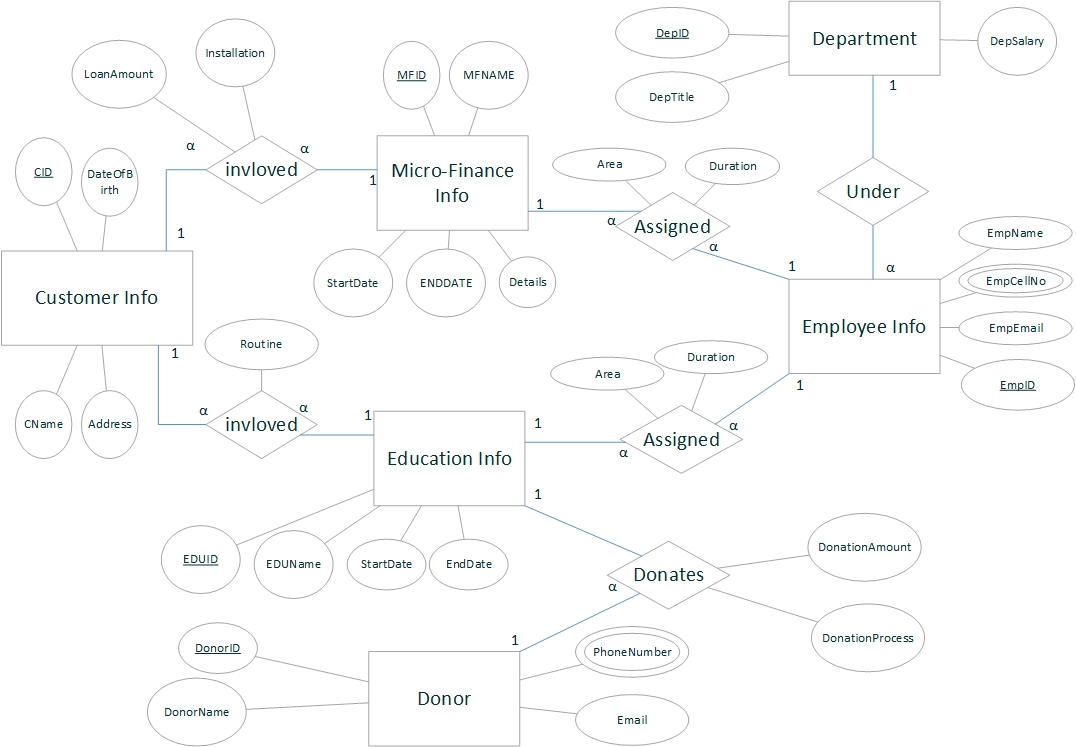 DepID
Department
DepSalary
Installation
LoanAmount
MFID
MFNAME
DepTitle
1
α
α
invloved
1
Micro-Finance
Info
Area
Duration
Under
CID
DateOfB
irth
1
α
Assigned
α
1
1
α
EmpName
StartDate
ENDDATE
Details
EmpCellNo
Customer Info
Employee Info
EmpEmail
Routine
1
Duration
Area
1
EmpID
α
α
invloved
1
1
α
Assigned
α
CName
Address
Education Info
1
EDUID
EDUName
StartDate
EndDate
DonationAmount
Donates
α
DonorID
1
PhoneNumber
DonationProcess
DonorName
Donor
Email